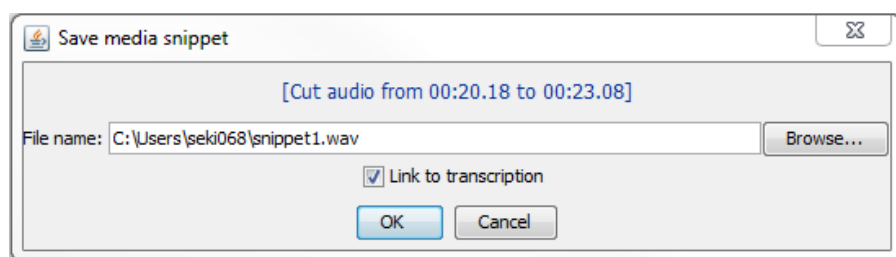 Save media snippet
[Cut audio from 00:20.18 to 00:23.08]
File name: C:\Users\seki068\snippet1.wav Browse...
Link to transcription
OK Cancel